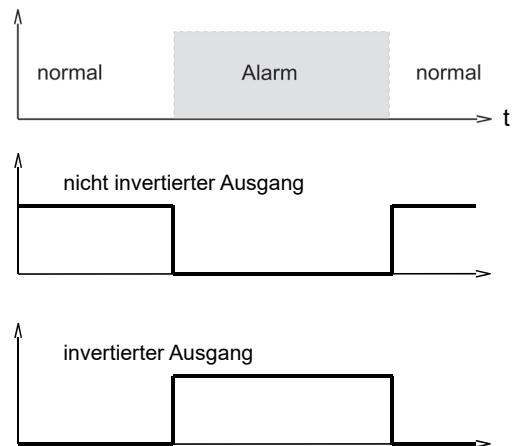 normal Alarm normal
t
nicht invertierter Ausgang
invertierter Ausgang